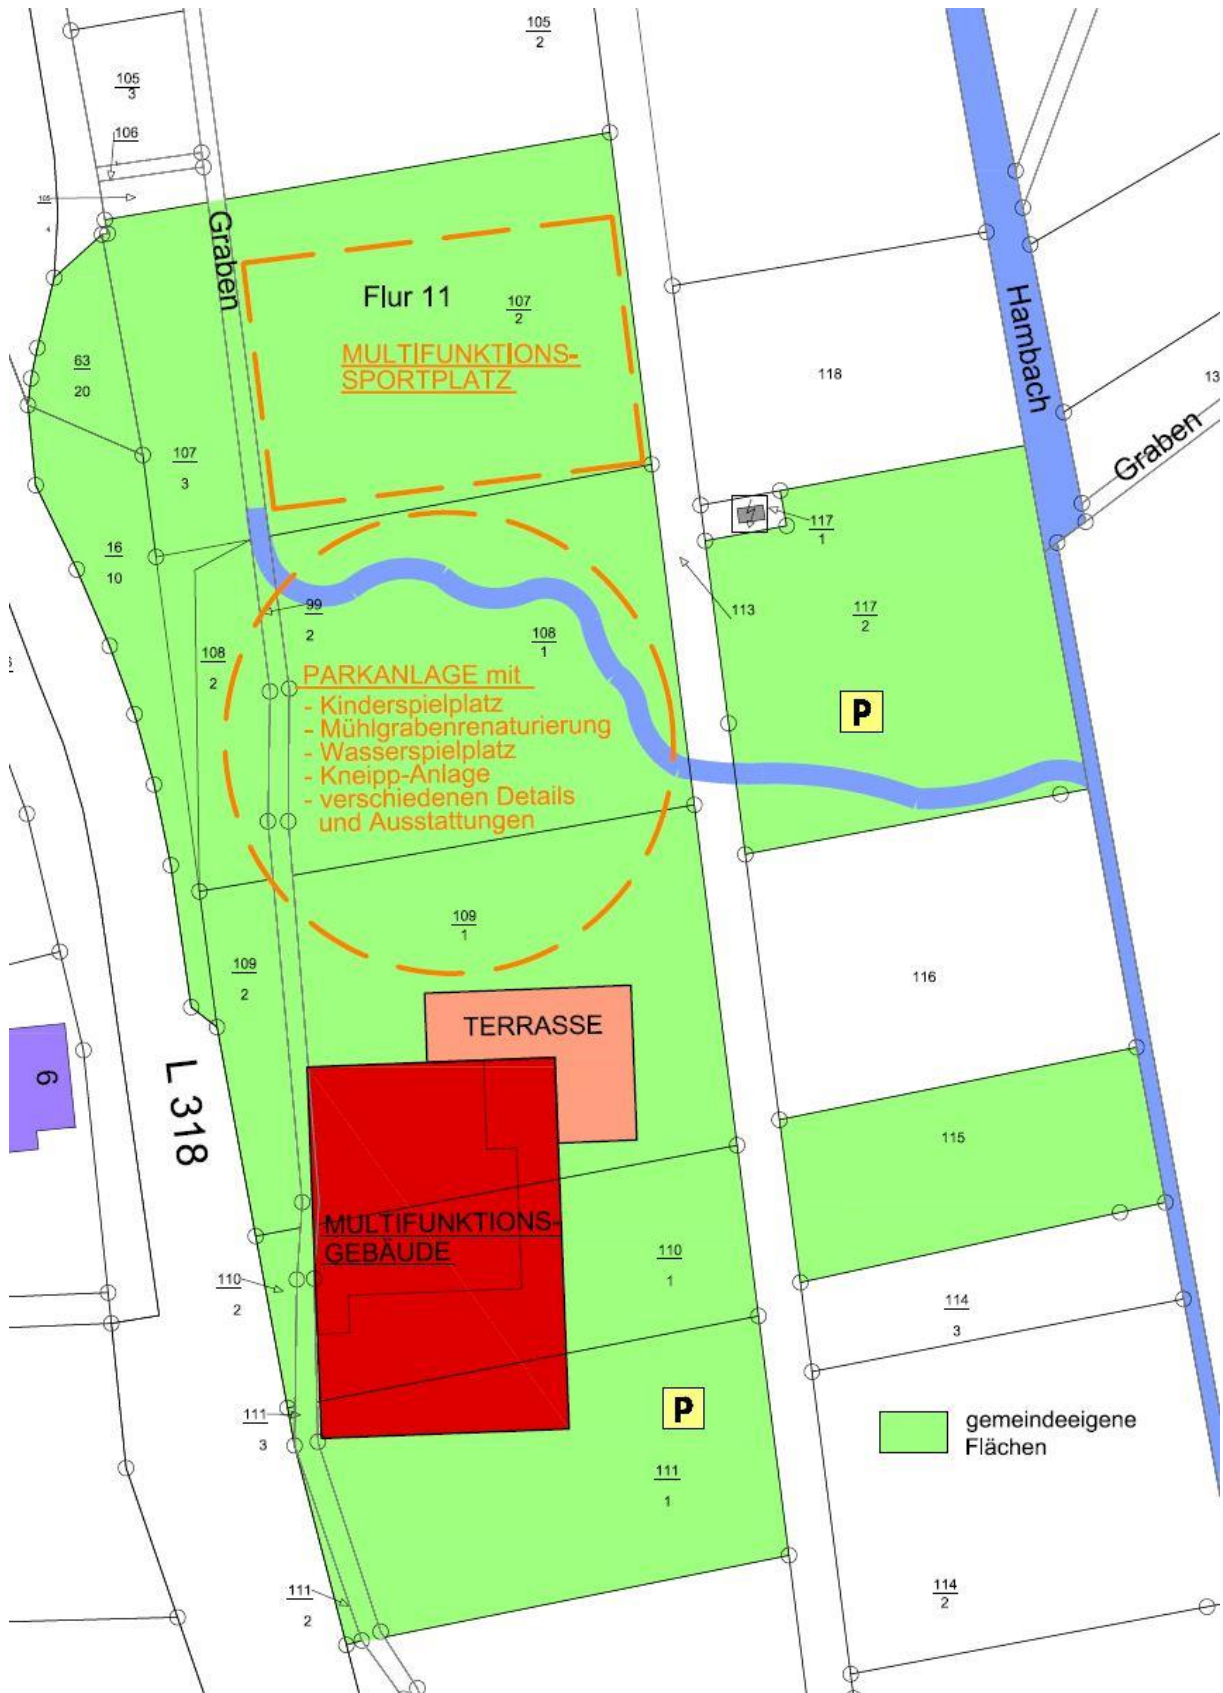 105
2
105
3
106
105
4
Graben
Flur 11
107
2
MULTIFUNKTIONS-
SPORTPLATZ
63
20
107
3
118
Hambach
13
Graben
16
10
117
1
99
2
108
1
113
117
2
108
2
PARKANLAGE mit
- Kinderspielplatz
- Mühlgrabenrenaturierung
- Wasserspielplatz
- Kneipp-Anlage
- verschiedenen Details
und Ausstattungen
P
109
1
109
2
116
TERRASSE
6
L 318
115
MULTIFUNKTIONS-
GEBÄUDE
110
1
110
2
114
3
P
111
3
gemeindeeigene
Flächen
111
1
111
2
114
2